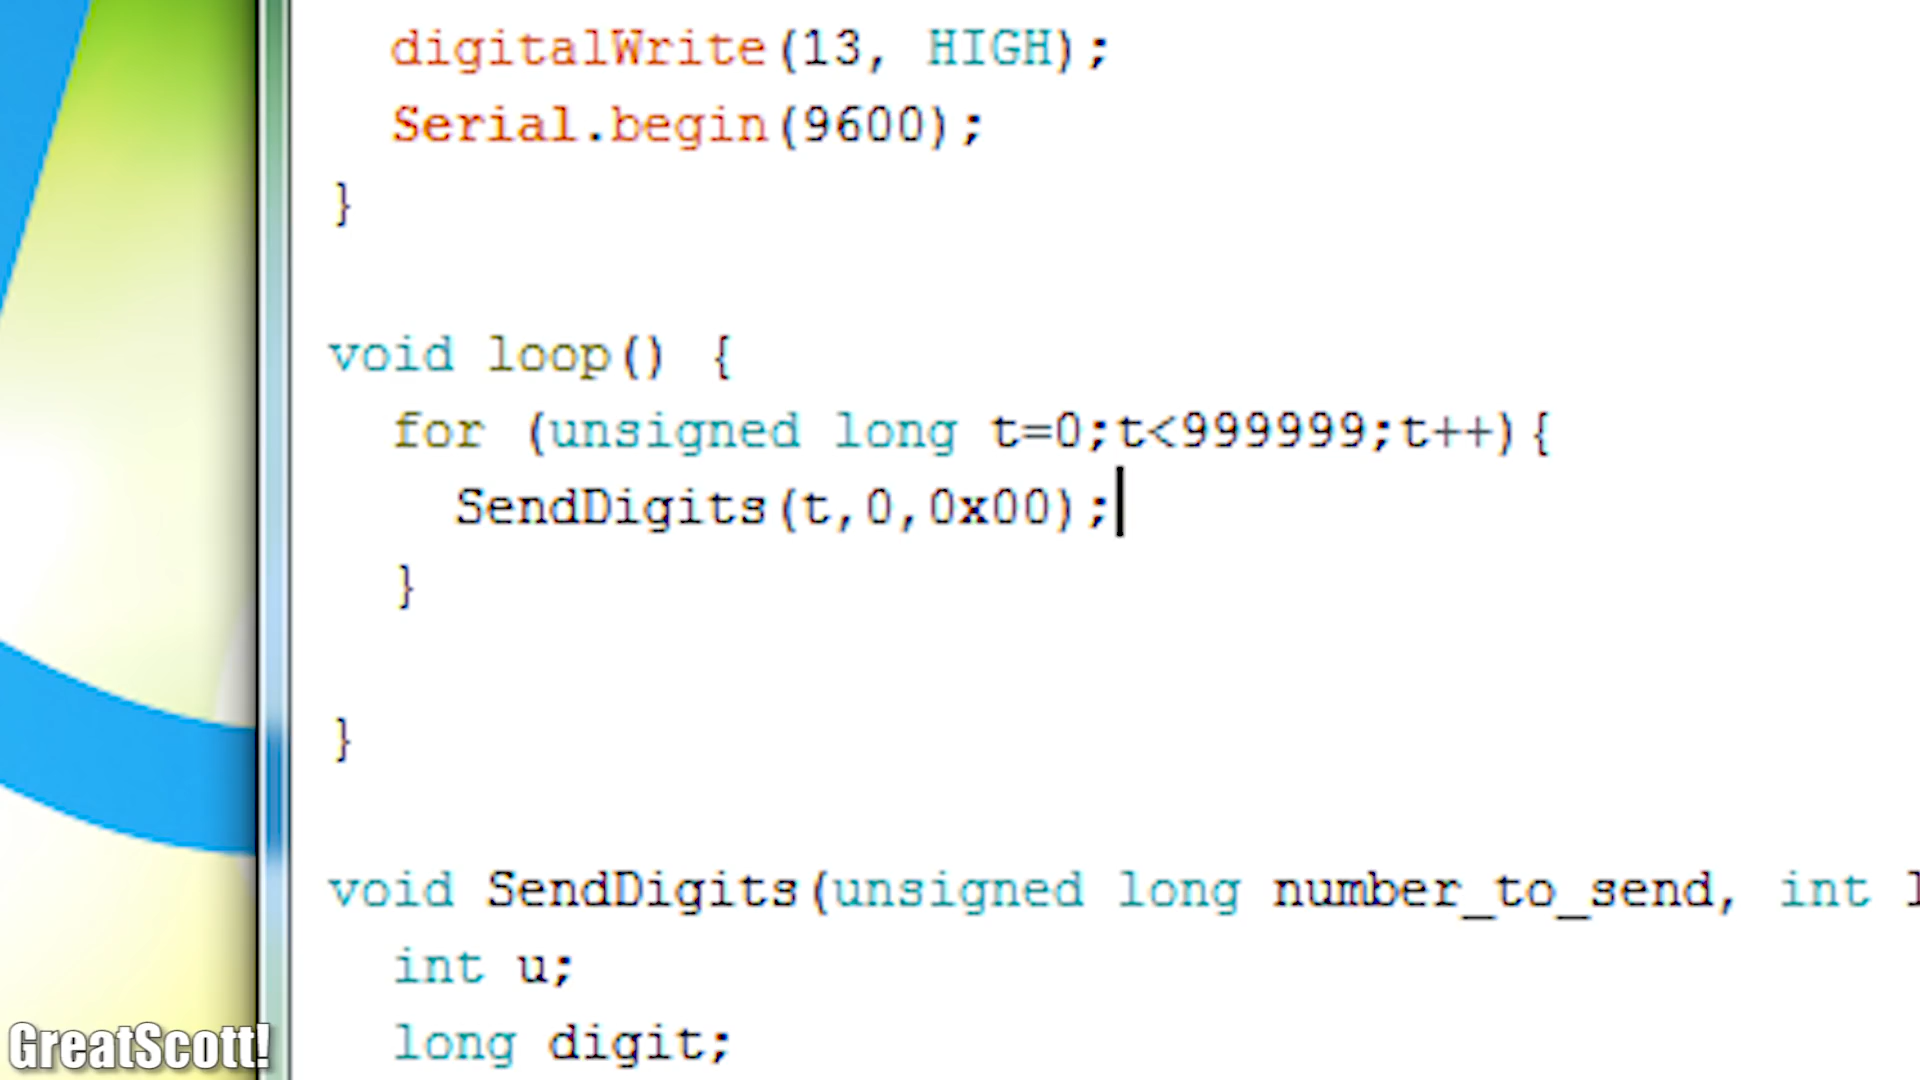 digitalWrite(13, HIGH);
Serial.begin(9600);
}
void loop() {
for (unsigned long t=0;t<999999;t++){
SendDigits(t,0,0x00);
}
}
void SendDigits(unsigned long number_to_send, int
int u;
long digit;
GreatScott!